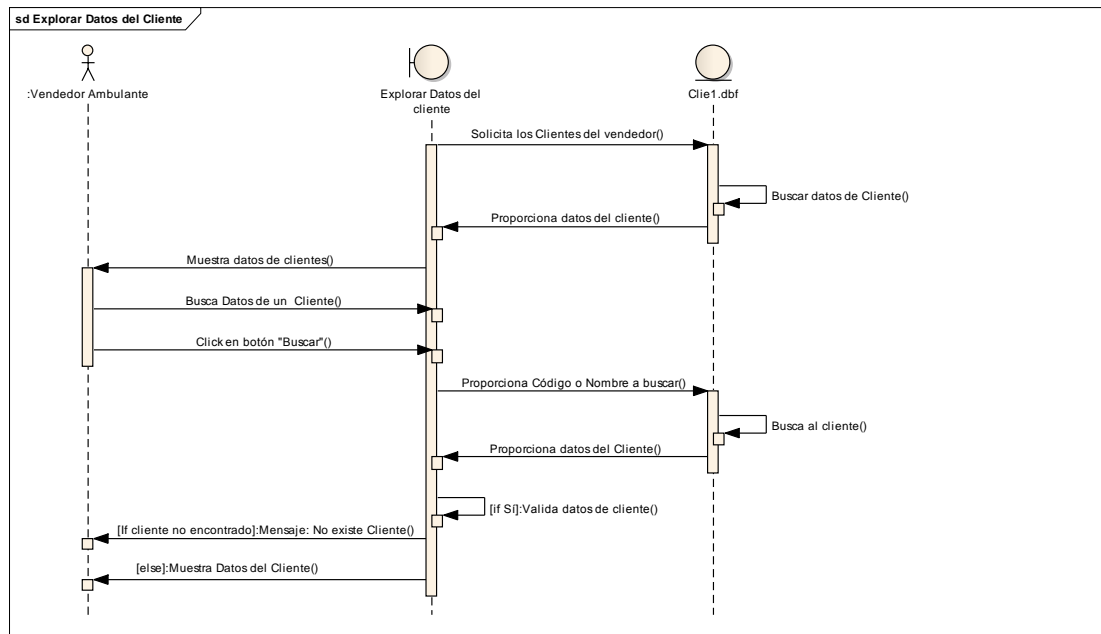 sd Explorar Datos del Cliente
:Vendedor Ambulante
Explorar Datos del
cliente
Clie1.dbf
Solicita los Clientes del vendedor()
Buscar datos de Cliente()
Proporciona datos del cliente()
Muestra datos de clientes()
Busca Datos de un Cliente()
Click en botón "Buscar"()
Proporciona Código o Nombre a buscar()
Busca al cliente()
Proporciona datos del Cliente()
[if Sí]:Valida datos de cliente()
[If cliente no encontrado]:Mensaje: No existe Cliente()
[else]:Muestra Datos del Cliente()